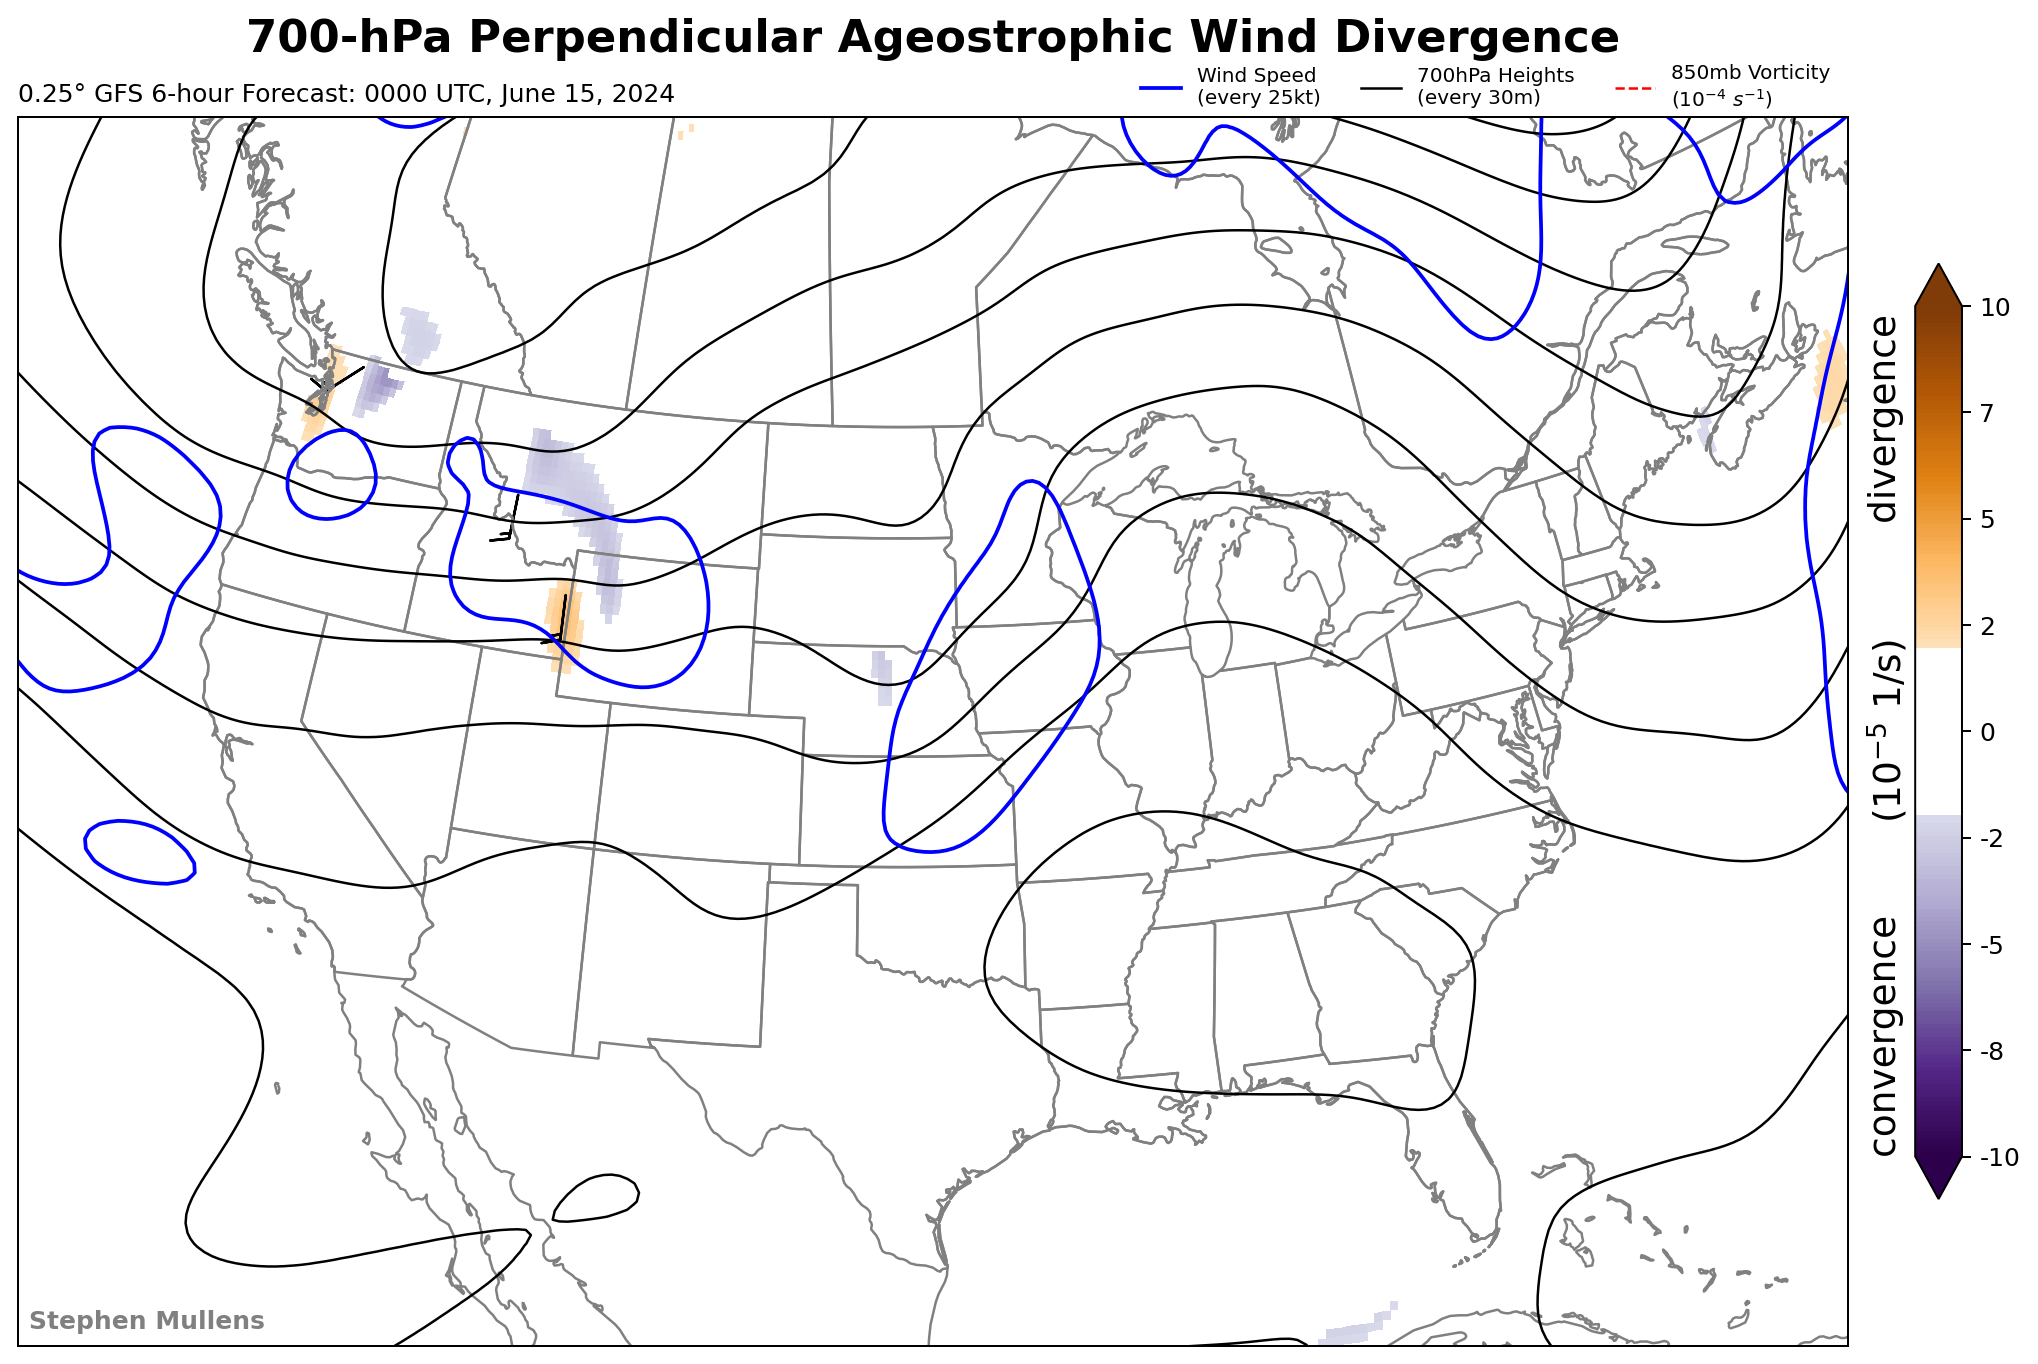 700-hPa Perpendicular Ageostrophic Wind Divergence
0.25° GFS 6-hour Forecast: 0000 UTC, June 15, 2024
Wind Speed
(every 25kt)
700hPa Heights
(every 30m)
850mb Vorticity
(10⁻⁴ s⁻¹)
10
7
5
2
0
-2
-5
-8
-10
convergence (10⁻⁵ 1/s) divergence
Stephen Mullens